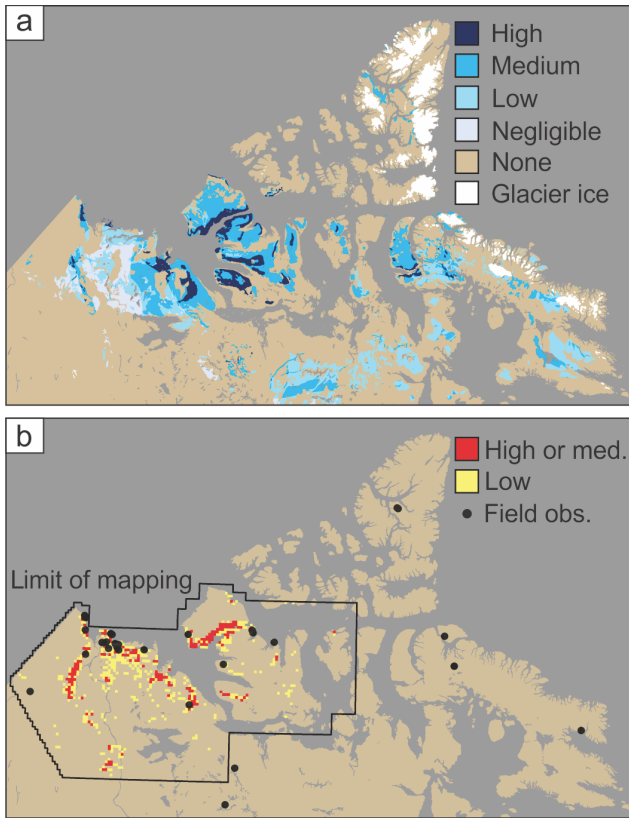 a
High
Medium
Low
Negligible
None
Glacier ice
b
High or med.
Low
Field obs.
Limit of mapping